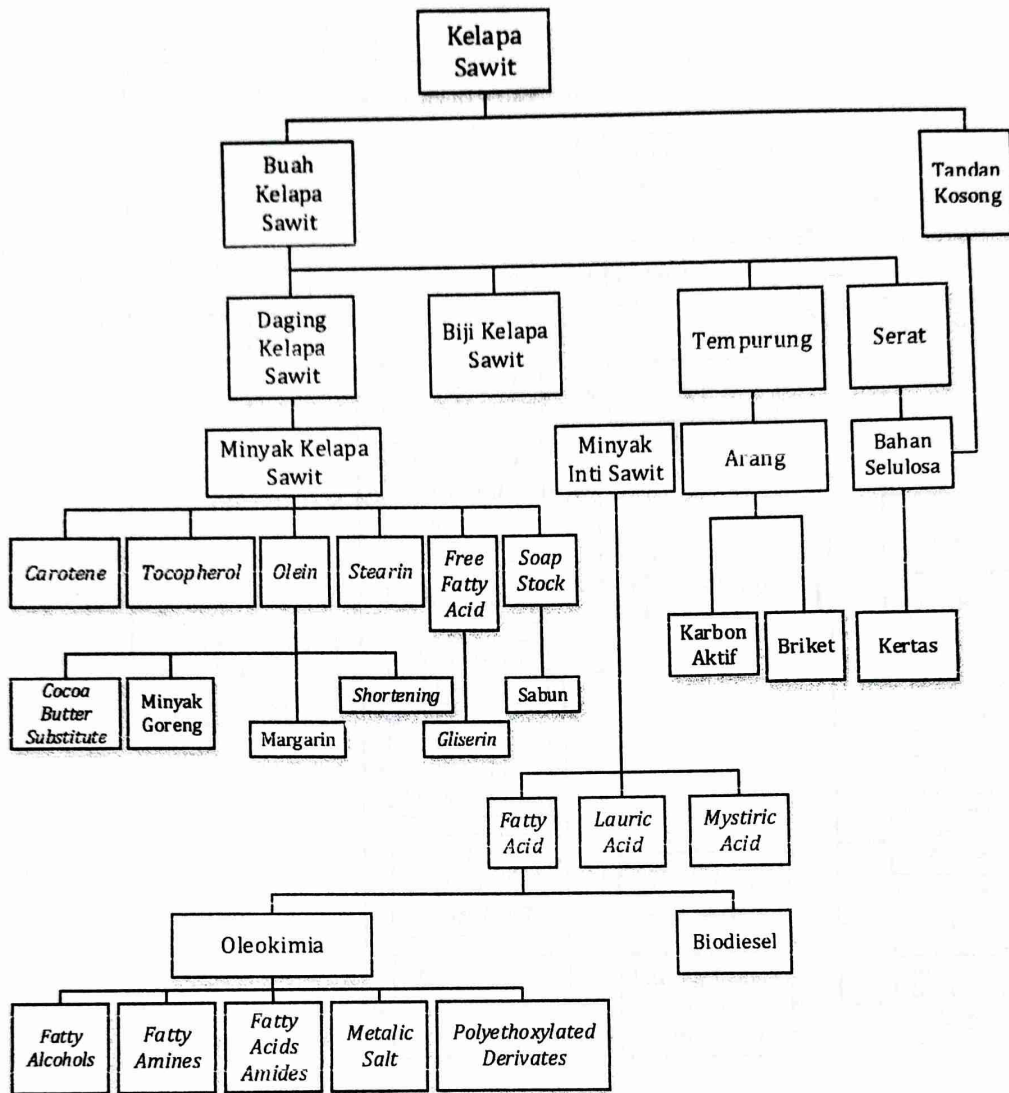 Kelapa
Sawit
Buah
Kelapa
Sawit
Tandan
Kosong
Daging
Kelapa
Sawit
Biji Kelapa
Sawit
Tempurung
Serat
Minyak Kelapa
Sawit
Minyak
Inti Sawit
Arang
Bahan
Selulosa
Carotene
Tocopherol
Olein
Stearin
Free
Fatty
Acid
Soap
Stock
Karbon
Aktif
Briket
Kertas
Cocoa
Butter
Substitute
Minyak
Goreng
Margarin
Shortening
Gliserin
Sabun
Fatty
Acid
Lauric
Acid
Mystiric
Acid
Oleokimia
Biodiesel
Fatty
Alcohols
Fatty
Amines
Fatty
Acids
Amides
Metalic
Salt
Polyethoxylated
Derivates